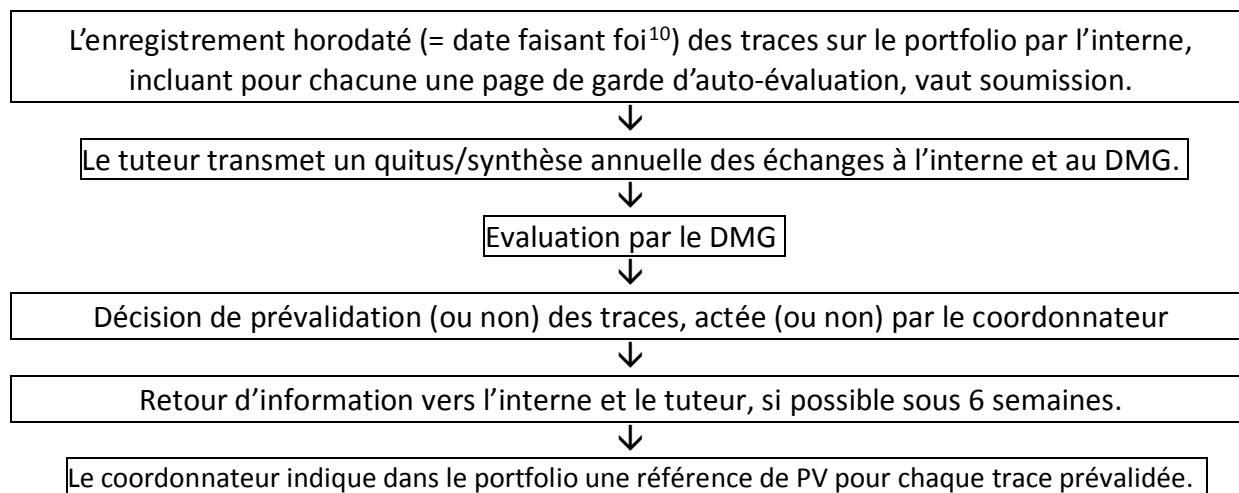 L'enregistrement horodaté (= date faisant foi¹⁰) des traces sur le portfolio par l'interne,
incluant pour chacune une page de garde d'auto-évaluation, vaut soumission.
↓
Le tuteur transmet un quitus/synthèse annuelle des échanges à l'interne et au DMG.
↓
Evaluation par le DMG
↓
Décision de prévalidation (ou non) des traces, actée (ou non) par le coordonnateur
↓
Retour d'information vers l'interne et le tuteur, si possible sous 6 semaines.
↓
Le coordonnateur indique dans le portfolio une référence de PV pour chaque trace prévalidée.